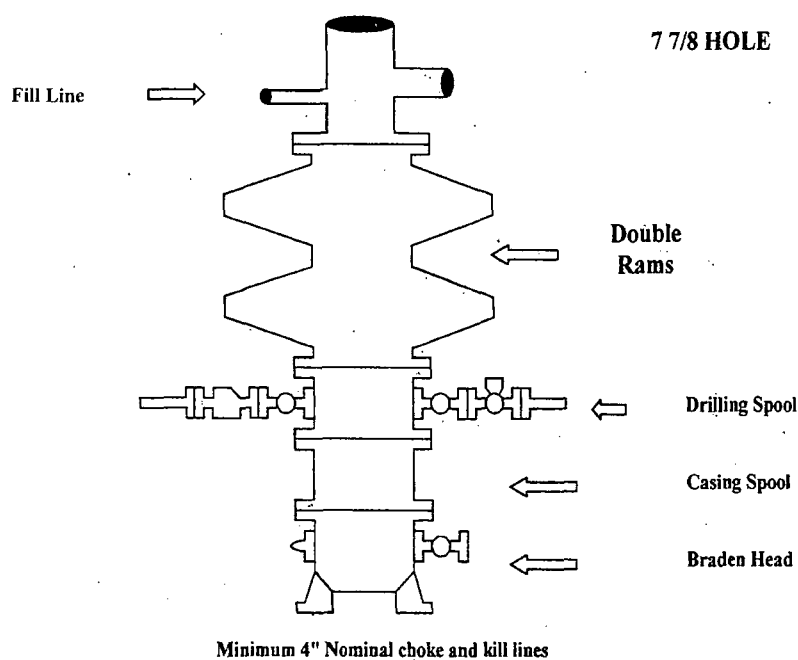 7 7/8 HOLE
Fill Line
Double
Rams
Drilling Spool
Casing Spool
Braden Head
Minimum 4" Nominal choke and kill lines